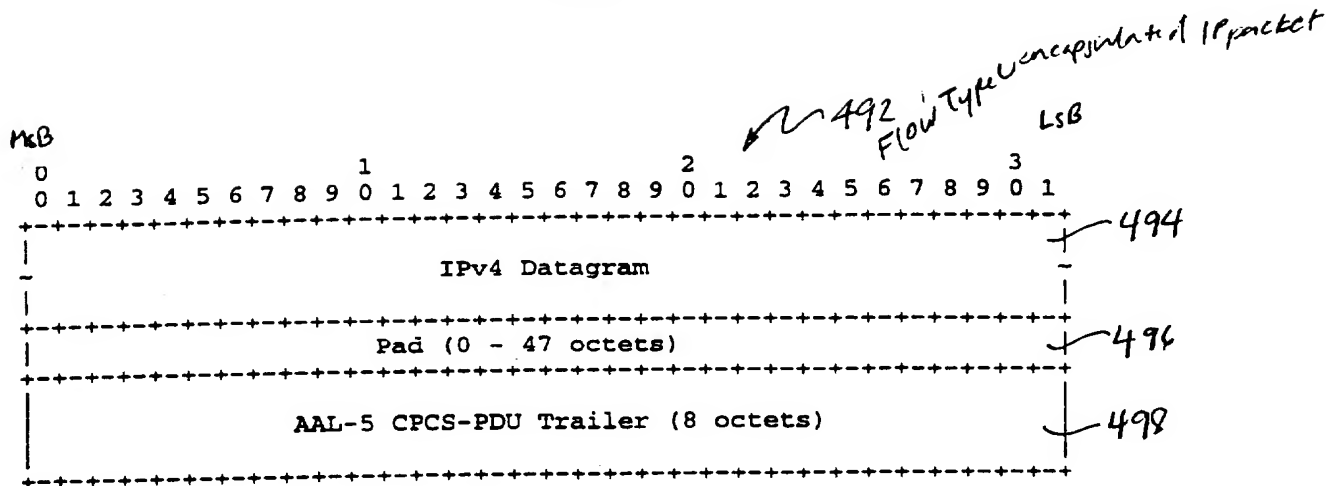 492 Flow Type 0 encapsulated IP packet
MsB
LsB
0 1 2 3
0 1 2 3 4 5 6 7 8 9 0 1 2 3 4 5 6 7 8 9 0 1 2 3 4 5 6 7 8 9 0 1
+-+-+-+-+-+-+-+-+-+-+-+-+-+-+-+-+-+-+-+-+-+-+-+-+-+-+-+-+-+-+-+-+
494
~ IPv4 Datagram ~
+-+-+-+-+-+-+-+-+-+-+-+-+-+-+-+-+-+-+-+-+-+-+-+-+-+-+-+-+-+-+-+-+
| Pad (0 - 47 octets) | 496
+-+-+-+-+-+-+-+-+-+-+-+-+-+-+-+-+-+-+-+-+-+-+-+-+-+-+-+-+-+-+-+-+
| AAL-5 CPCS-PDU Trailer (8 octets) | 498
+-+-+-+-+-+-+-+-+-+-+-+-+-+-+-+-+-+-+-+-+-+-+-+-+-+-+-+-+-+-+-+-+